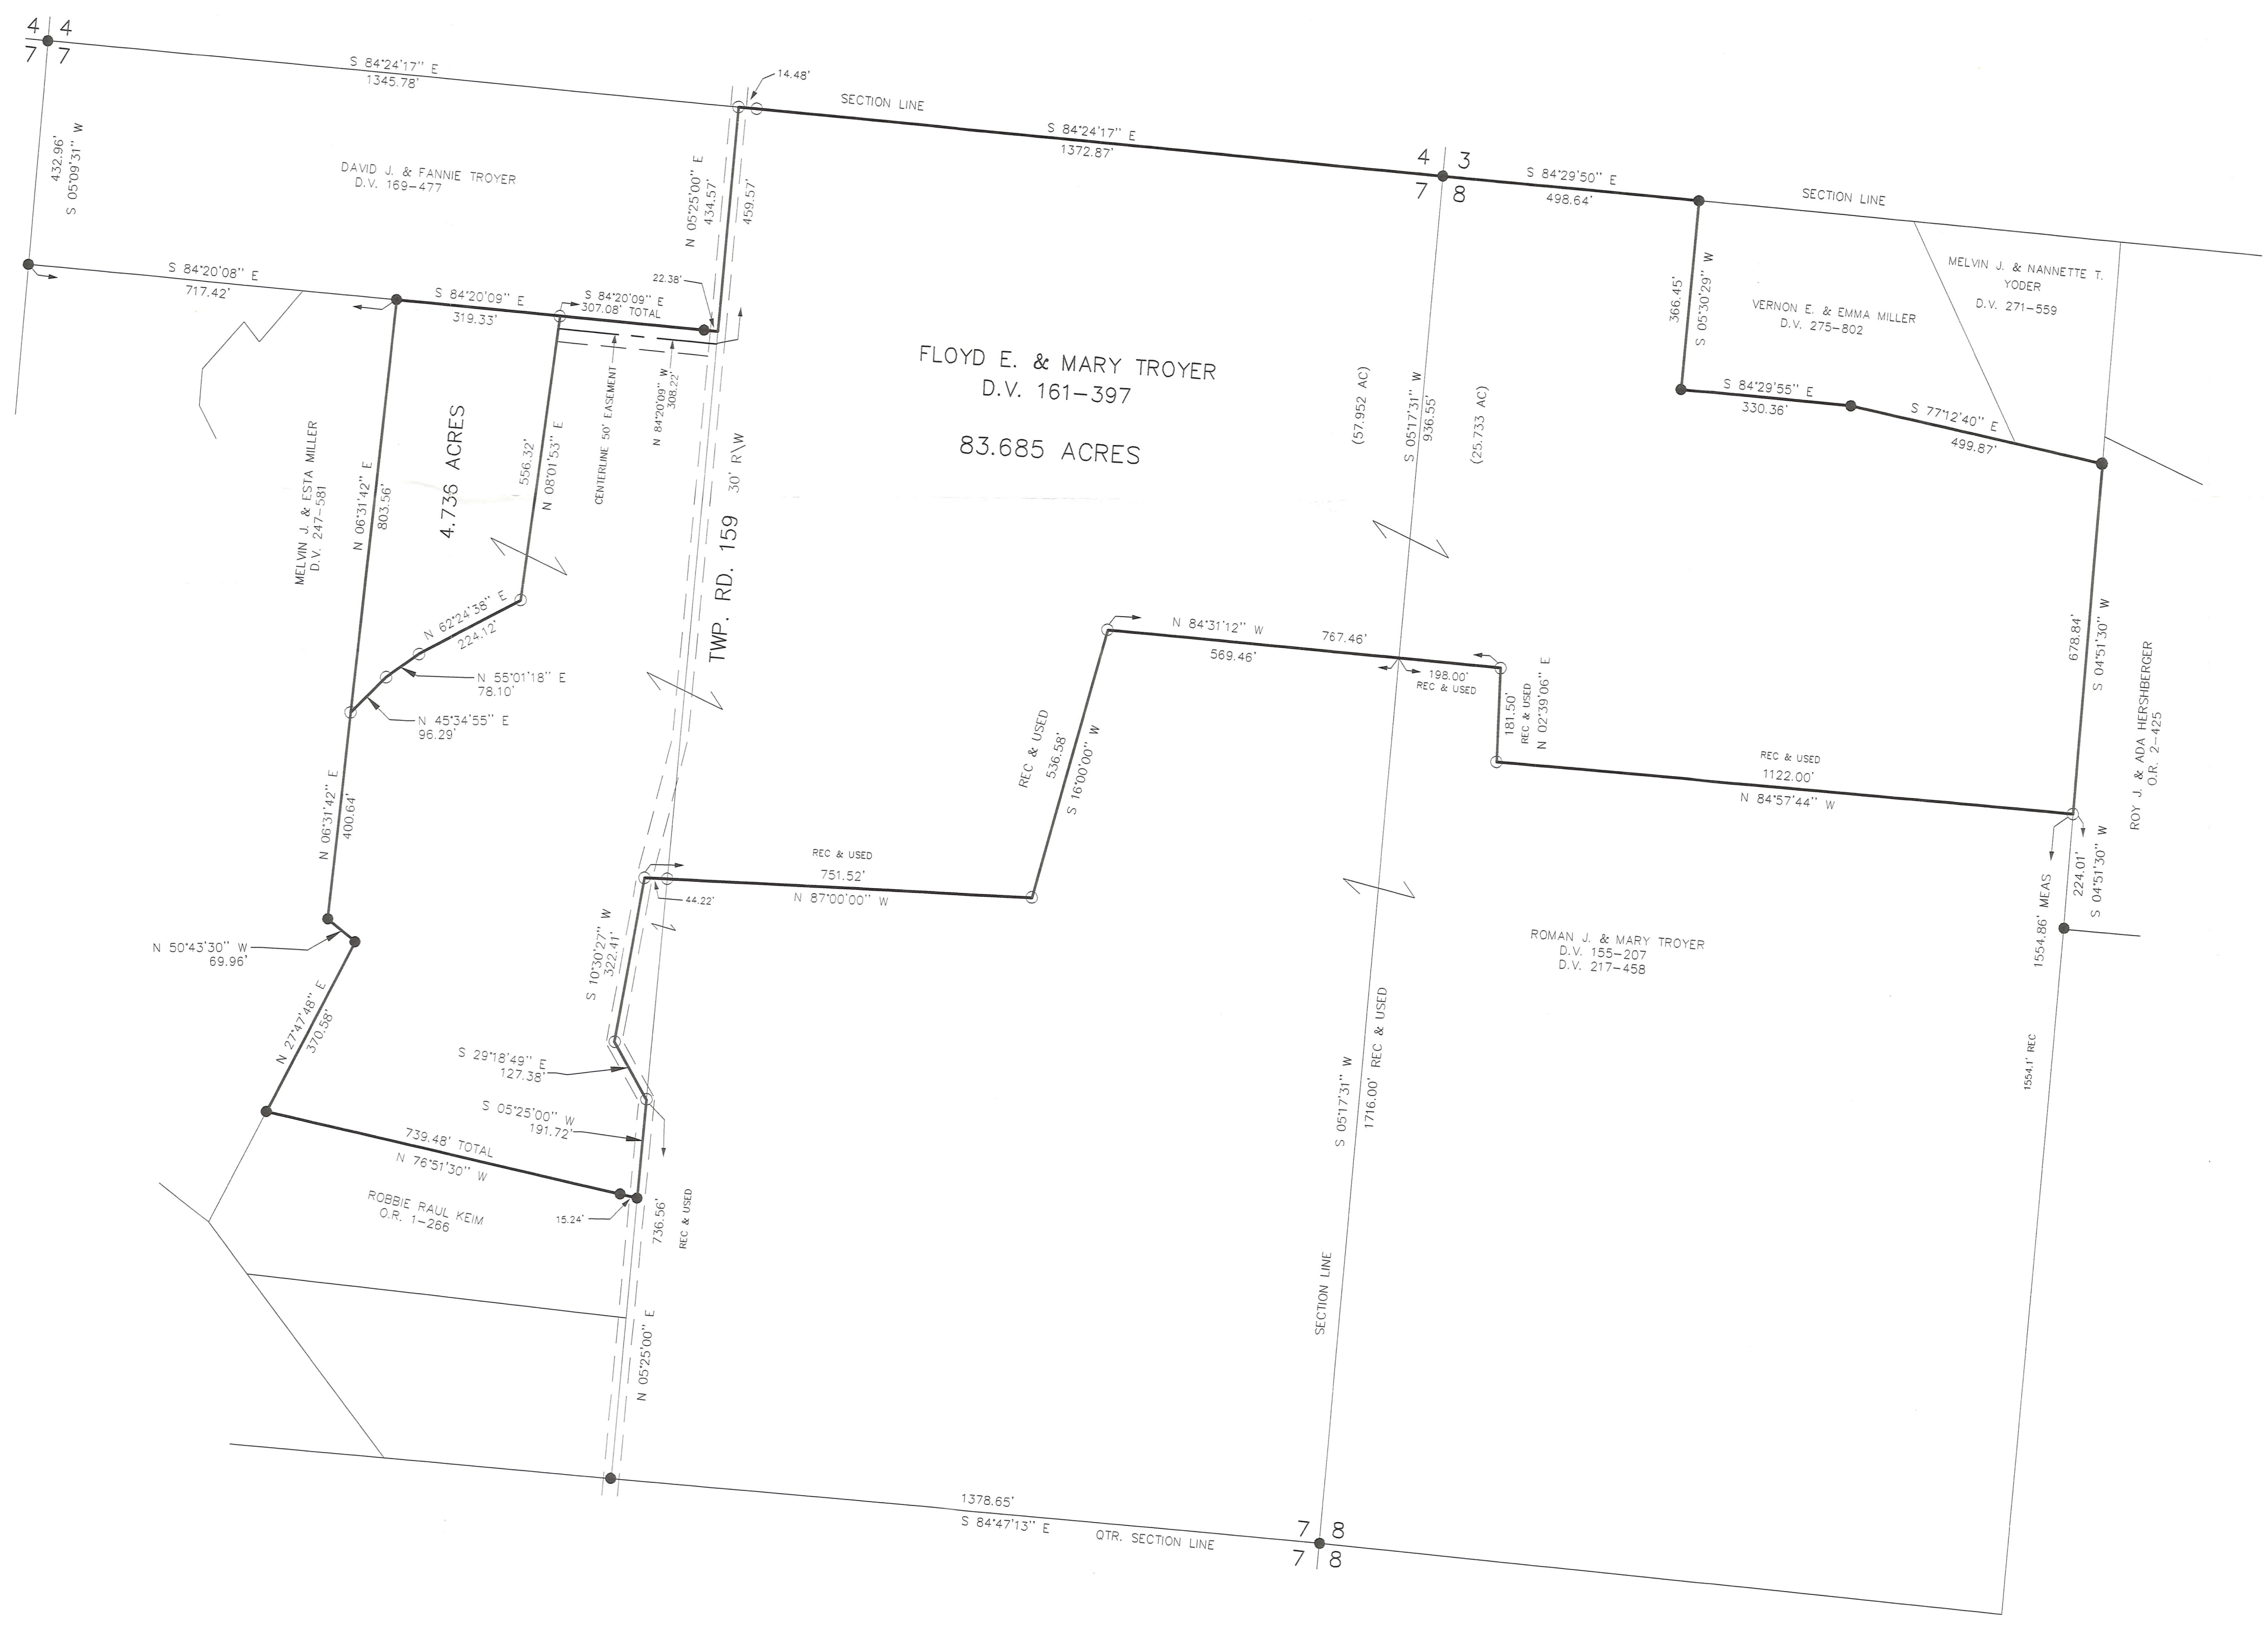 4 4
7 7
S 84°24'17" E
1345.78'
14.48'
SECTION LINE
S 84°24'17" E
1372.87'
4 3
7 8
S 84°29'50" E
498.64'
SECTION LINE
432.96'
S 05°09'31" W
DAVID J. & FANNIE TROYER
D.V. 169-477
N 05°25'00" E
434.57'
459.57'
S 84°20'08" E
717.42'
S 84°20'09" E
319.33'
22.38'
S 84°20'09" E
307.08' TOTAL
CENTERLINE 50' EASEMENT
N 84°20'09" W
308.22'
FLOYD E. & MARY TROYER
D.V. 161-397
83.685 ACRES
(57.952 AC)
S 05°17'31" W
936.55'
(25.733 AC)
366.45'
S 05°30'29" W
VERNON E. & EMMA MILLER
D.V. 275-802
MELVIN J. & NANNETTE T.
YODER
D.V. 271-559
S 84°29'55" E
330.36'
S 77°12'40" E
499.87'
MELVIN J. & ESTA MILLER
D.V. 247-581
N 06°31'42" E
803.56'
4.736 ACRES
556.32'
N 08°01'53" E
TWP. RD. 159 30' R\W
N 62°24'38" E
224.12'
N 55°01'18" E
78.10'
N 45°34'55" E
96.29'
N 84°31'12" W
767.46'
569.46'
198.00'
REC & USED
181.50'
REC & USED
N 02°39'06" E
REC & USED
1122.00'
N 84°57'44" W
678.84'
S 04°51'30" W
ROY J. & ADA HERSHBERGER
O.R. 2-425
REC & USED
536.58'
S 16°00'00" W
N 06°31'42" E
400.64'
REC & USED
751.52'
N 87°00'00" W
44.22'
N 50°43'30" W
69.96'
S 10°30'27" W
322.41'
N 27°47'48" E
370.58'
S 29°18'49" E
127.38'
S 05°25'00" W
191.72'
739.48' TOTAL
N 76°51'30" W
15.24'
ROBBIE RAUL KEIM
O.R. 1-266
736.56'
REC & USED
N 05°25'00" E
ROMAN J. & MARY TROYER
D.V. 155-207
D.V. 217-458
224.01'
S 04°51'30" W
1554.86' MEAS
1554.1' REC
S 05°17'31" W
1716.00' REC & USED
SECTION LINE
1378.65'
S 84°47'13" E
QTR. SECTION LINE
7 8
7 8